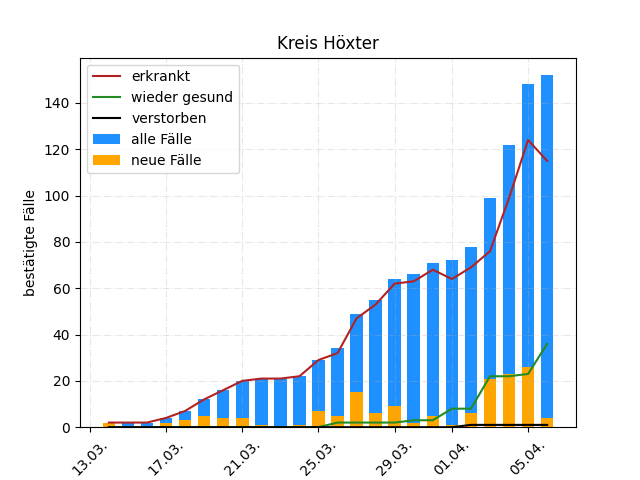 Kreis Höxter
erkrankt
wieder gesund
verstorben
alle Fälle
neue Fälle
bestätigte Fälle
140
120
100
80
60
40
20
0
13.03.
17.03.
21.03.
25.03.
29.03.
01.04.
05.04.